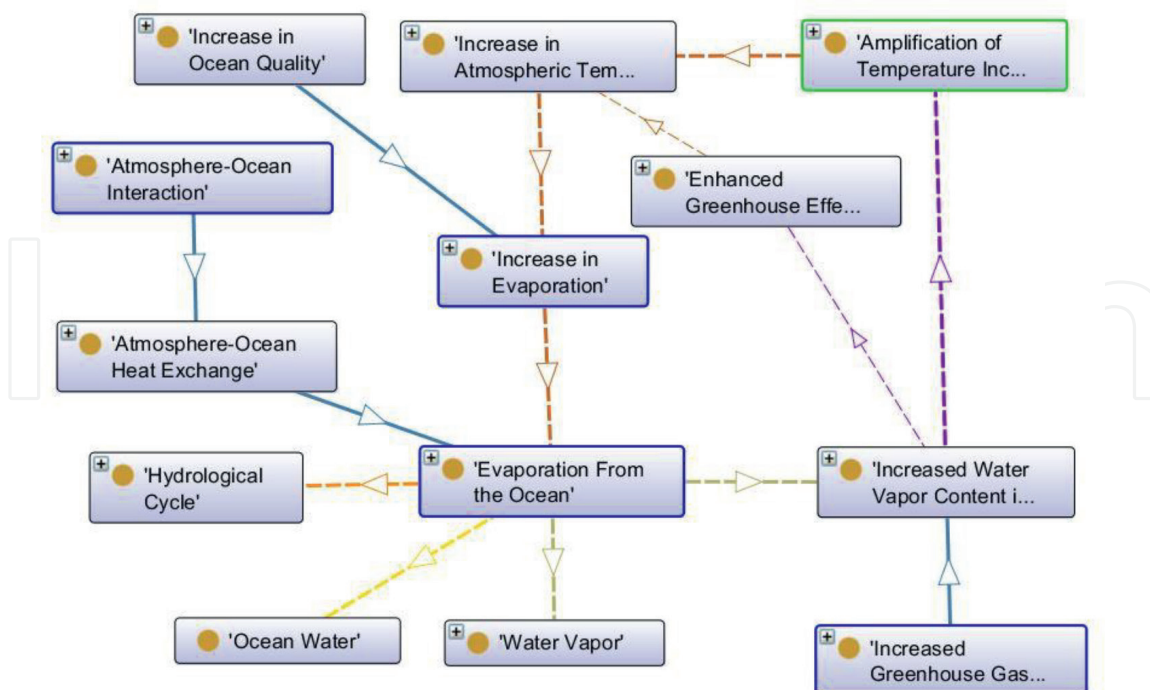 'Increase in
Ocean Quality'
'Increase in
Atmospheric Tem...
'Amplification of
Temperature Inc...
'Atmosphere-Ocean
Interaction'
'Enhanced
Greenhouse Effe...
'Increase in
Evaporation'
'Atmosphere-Ocean
Heat Exchange'
'Hydrological
Cycle'
'Evaporation From
the Ocean'
'Increased Water
Vapor Content i...
'Ocean Water'
'Water Vapor'
'Increased
Greenhouse Gas...